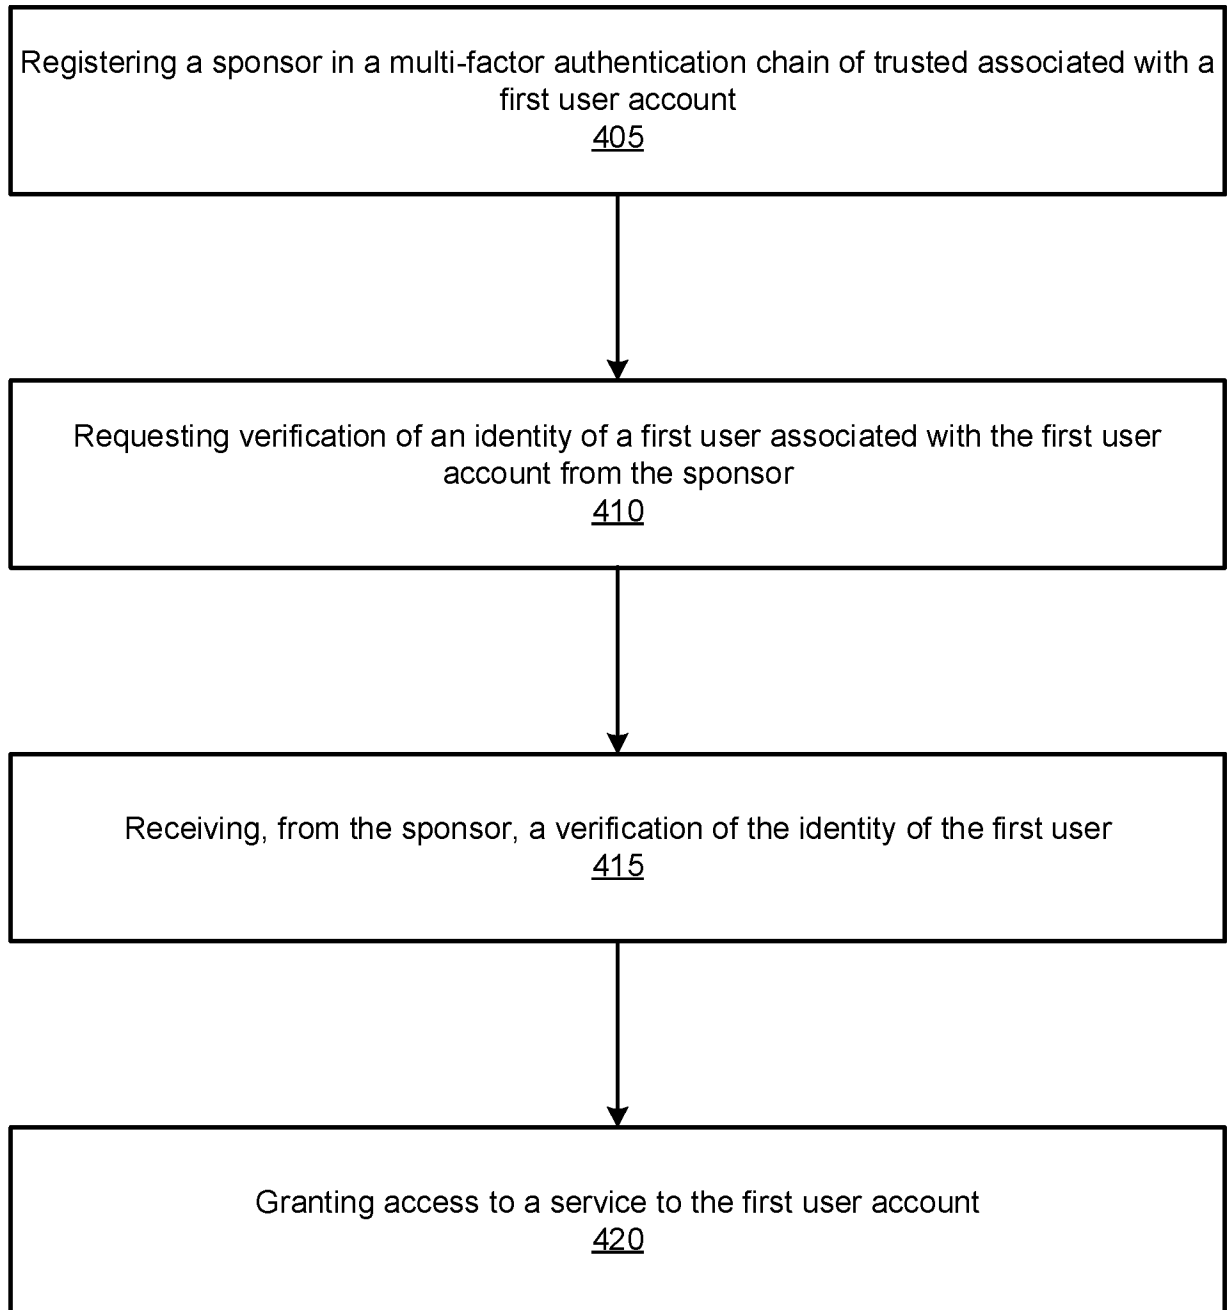 Registering a sponsor in a multi-factor authentication chain of trusted associated with a
first user account
405
Requesting verification of an identity of a first user associated with the first user
account from the sponsor
410
Receiving, from the sponsor, a verification of the identity of the first user
415
Granting access to a service to the first user account
420